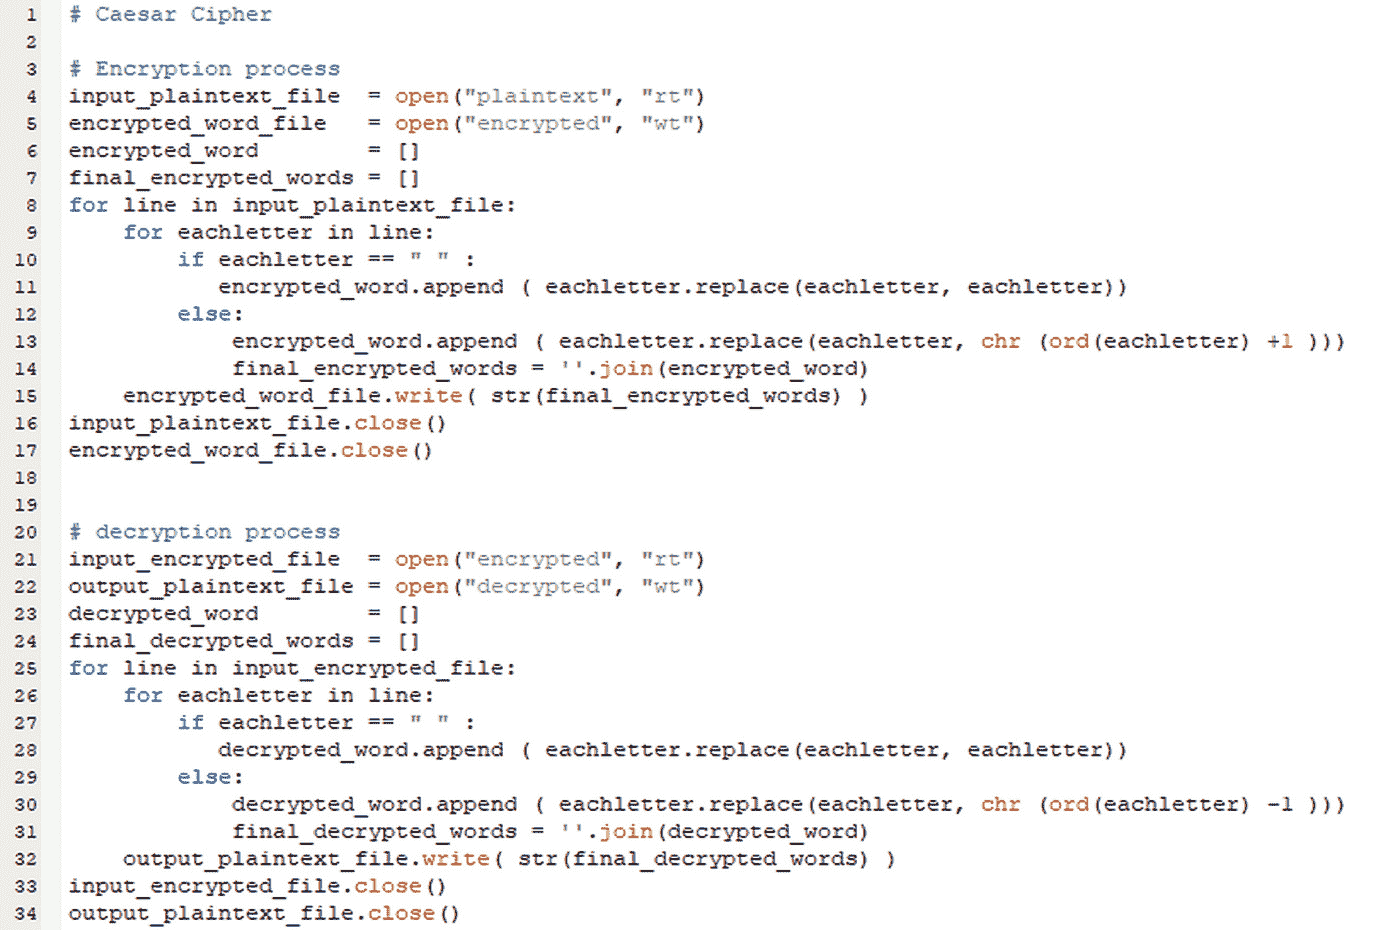 1 # Caesar Cipher
2
3 # Encryption process
4 input_plaintext_file  = open("plaintext", "rt")
5 encrypted_word_file   = open("encrypted", "wt")
6 encrypted_word        = []
7 final_encrypted_words = []
8 for line in input_plaintext_file:
9     for eachletter in line:
10         if eachletter == " " :
11            encrypted_word.append ( eachletter.replace(eachletter, eachletter))
12         else:
13             encrypted_word.append ( eachletter.replace(eachletter, chr (ord(eachletter) +1 )))
14             final_encrypted_words = ''.join(encrypted_word)
15     encrypted_word_file.write( str(final_encrypted_words) )
16 input_plaintext_file.close()
17 encrypted_word_file.close()
18
19
20 # decryption process
21 input_encrypted_file  = open("encrypted", "rt")
22 output_plaintext_file = open("decrypted", "wt")
23 decrypted_word        = []
24 final_decrypted_words = []
25 for line in input_encrypted_file:
26     for eachletter in line:
27         if eachletter == " " :
28            decrypted_word.append ( eachletter.replace(eachletter, eachletter))
29         else:
30             decrypted_word.append ( eachletter.replace(eachletter, chr (ord(eachletter) -1 )))
31             final_decrypted_words = ''.join(decrypted_word)
32     output_plaintext_file.write( str(final_decrypted_words) )
33 input_encrypted_file.close()
34 output_plaintext_file.close()